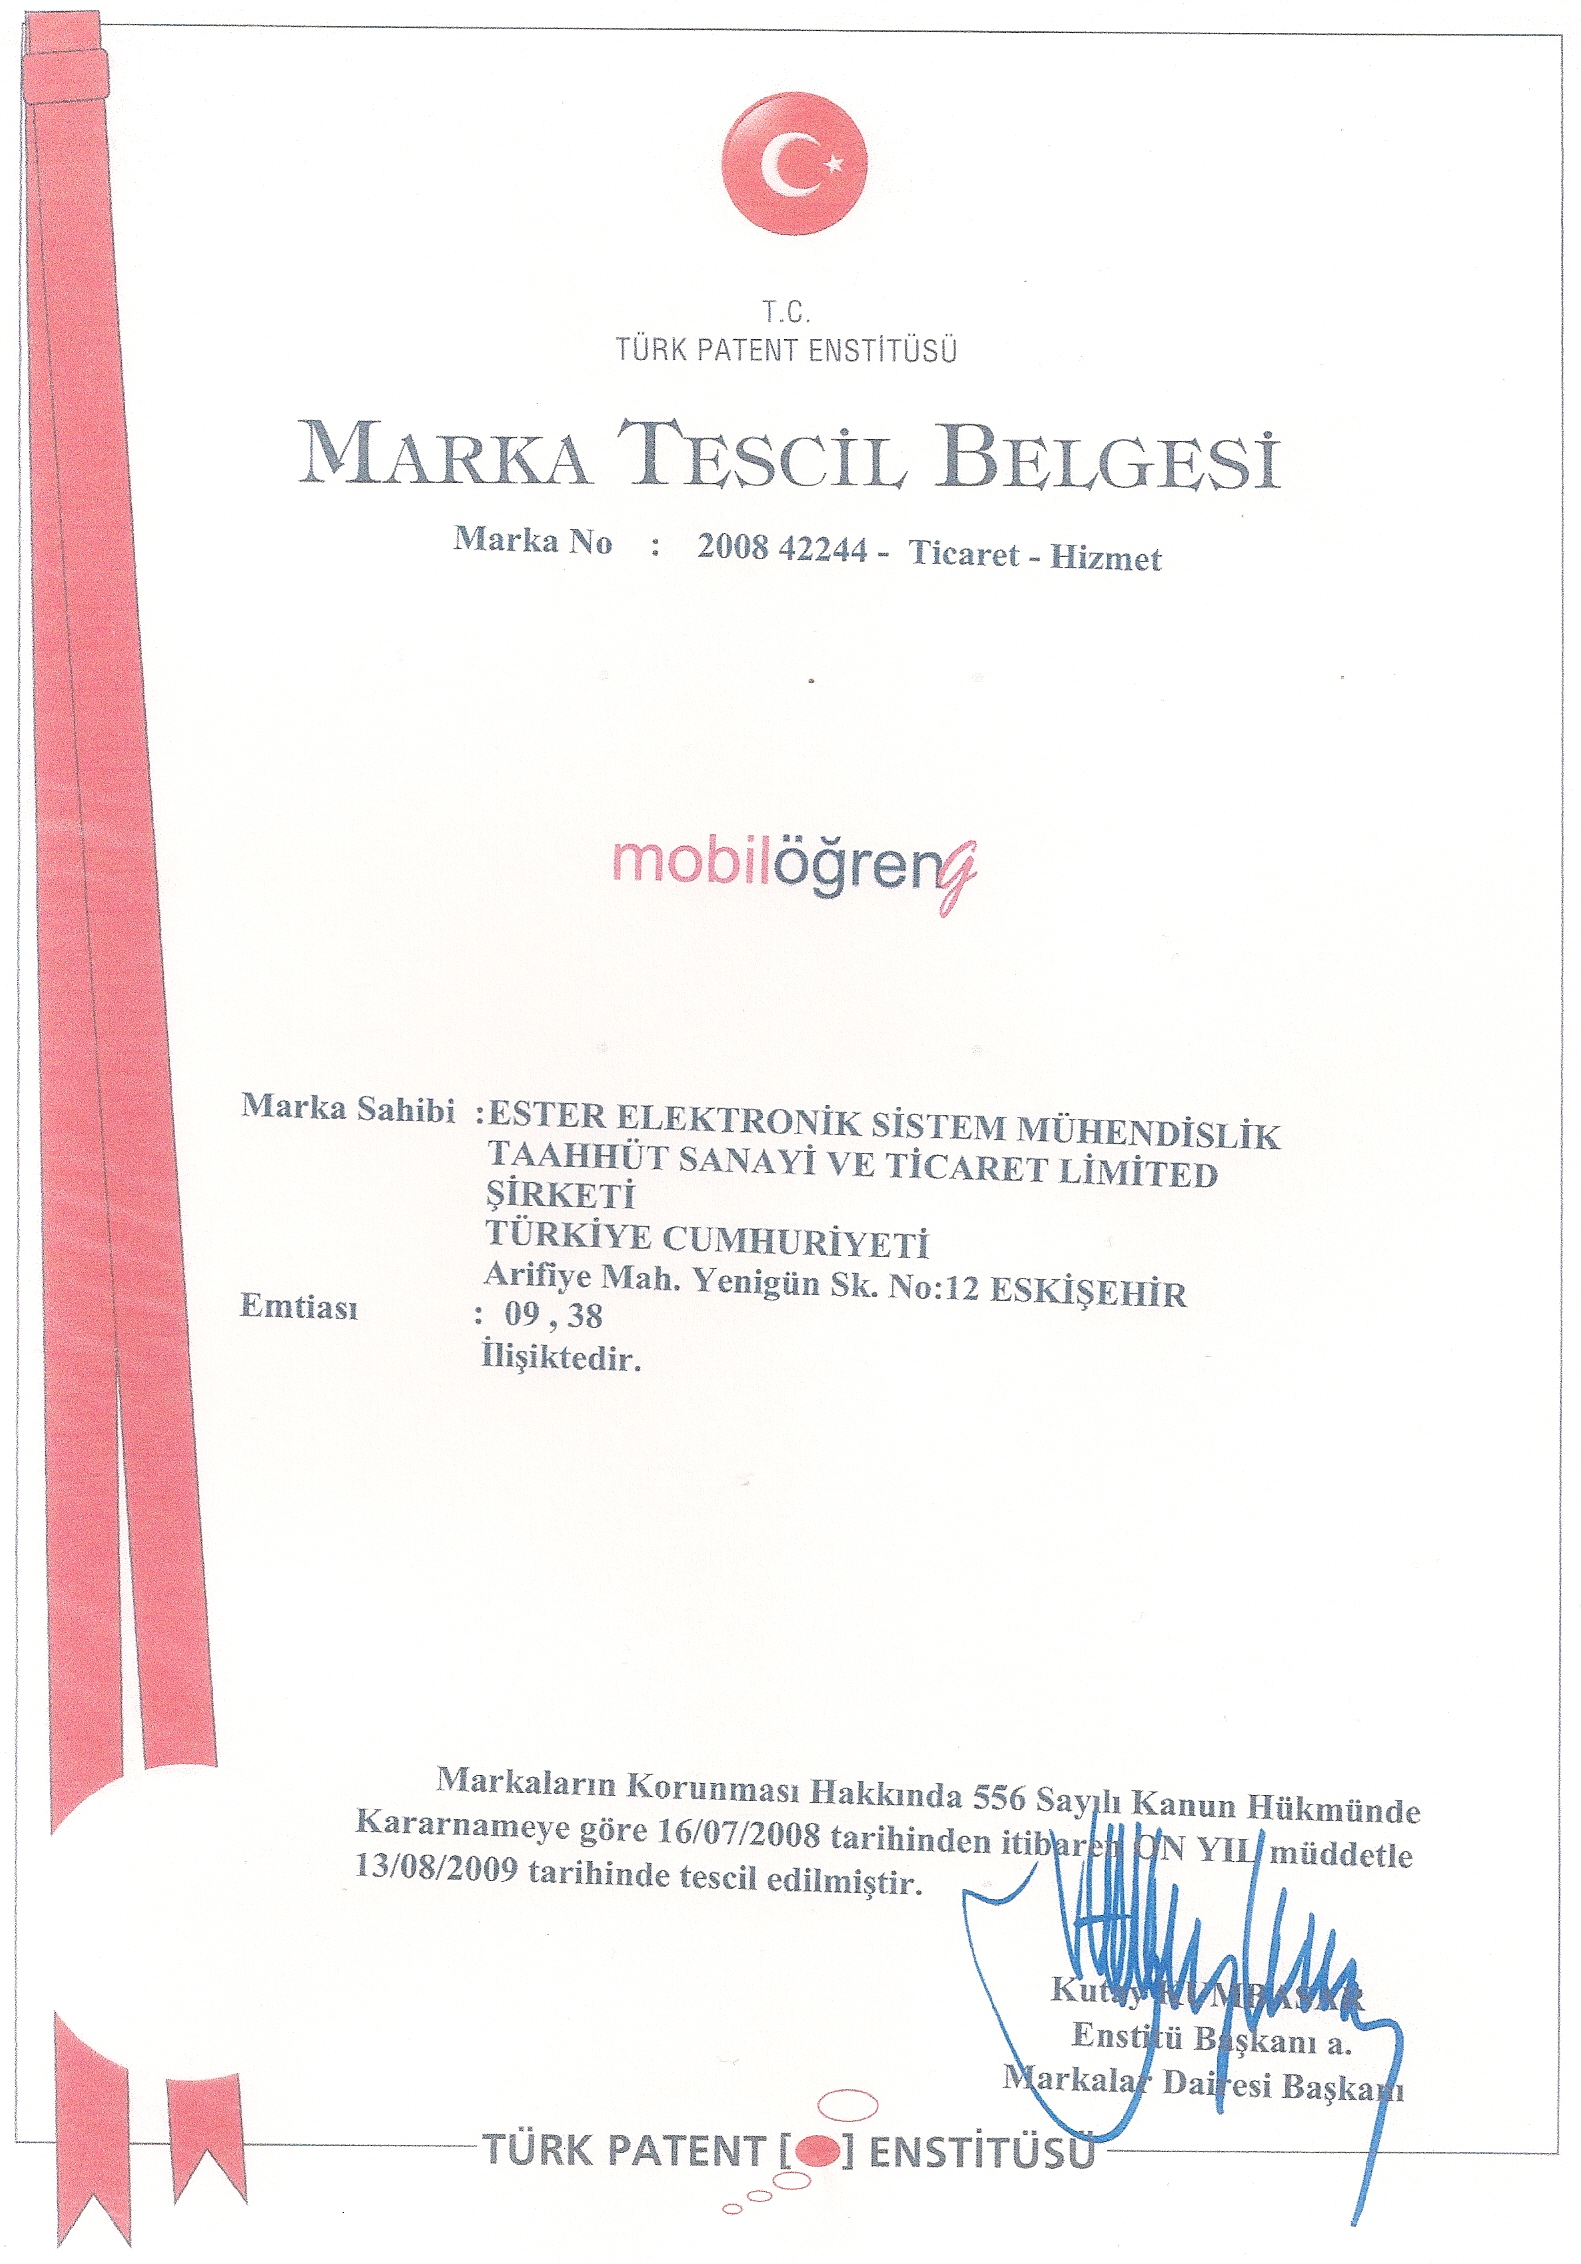 T.C.
TÜRK PATENT ENSTİTÜSÜ
MARKA TESCİL BELGESİ
Marka No : 2008 42244 - Ticaret - Hizmet
mobilöğreng
Marka Sahibi :ESTER ELEKTRONİK SİSTEM MÜHENDİSLİK
TAAHHÜT SANAYİ VE TİCARET LİMİTED
ŞİRKETİ
TÜRKİYE CUMHURİYETİ
Arifiye Mah. Yenigün Sk. No:12 ESKİŞEHİR
Emtiası : 09 , 38
İlişiktedir.
Markaların Korunması Hakkında 556 Sayılı Kanun Hükmünde
Kararnameye göre 16/07/2008 tarihinden itibaren ON YIL müddetle
13/08/2009 tarihinde tescil edilmiştir.
Kutay KUMBASAR
Enstitü Başkanı a.
Markalar Dairesi Başkanı
TÜRK PATENT [ ] ENSTİTÜSÜ